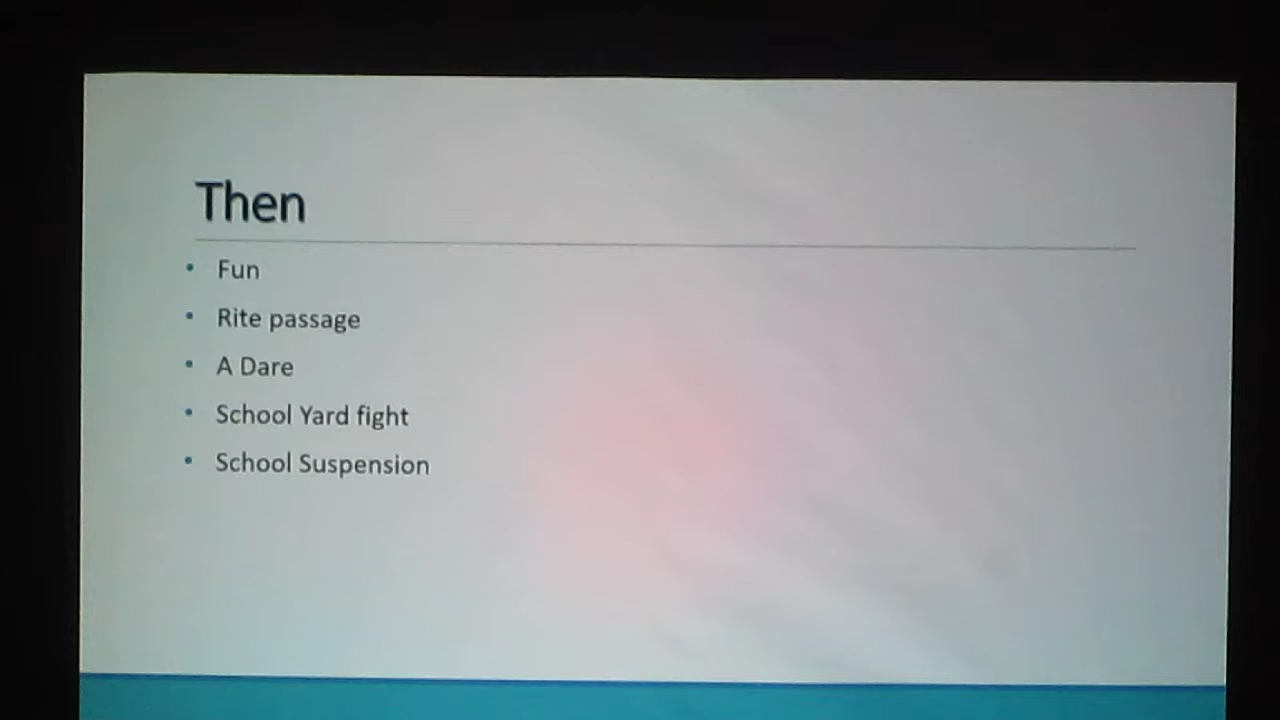 Then
• Fun
• Rite passage
• A Dare
• School Yard fight
• School Suspension